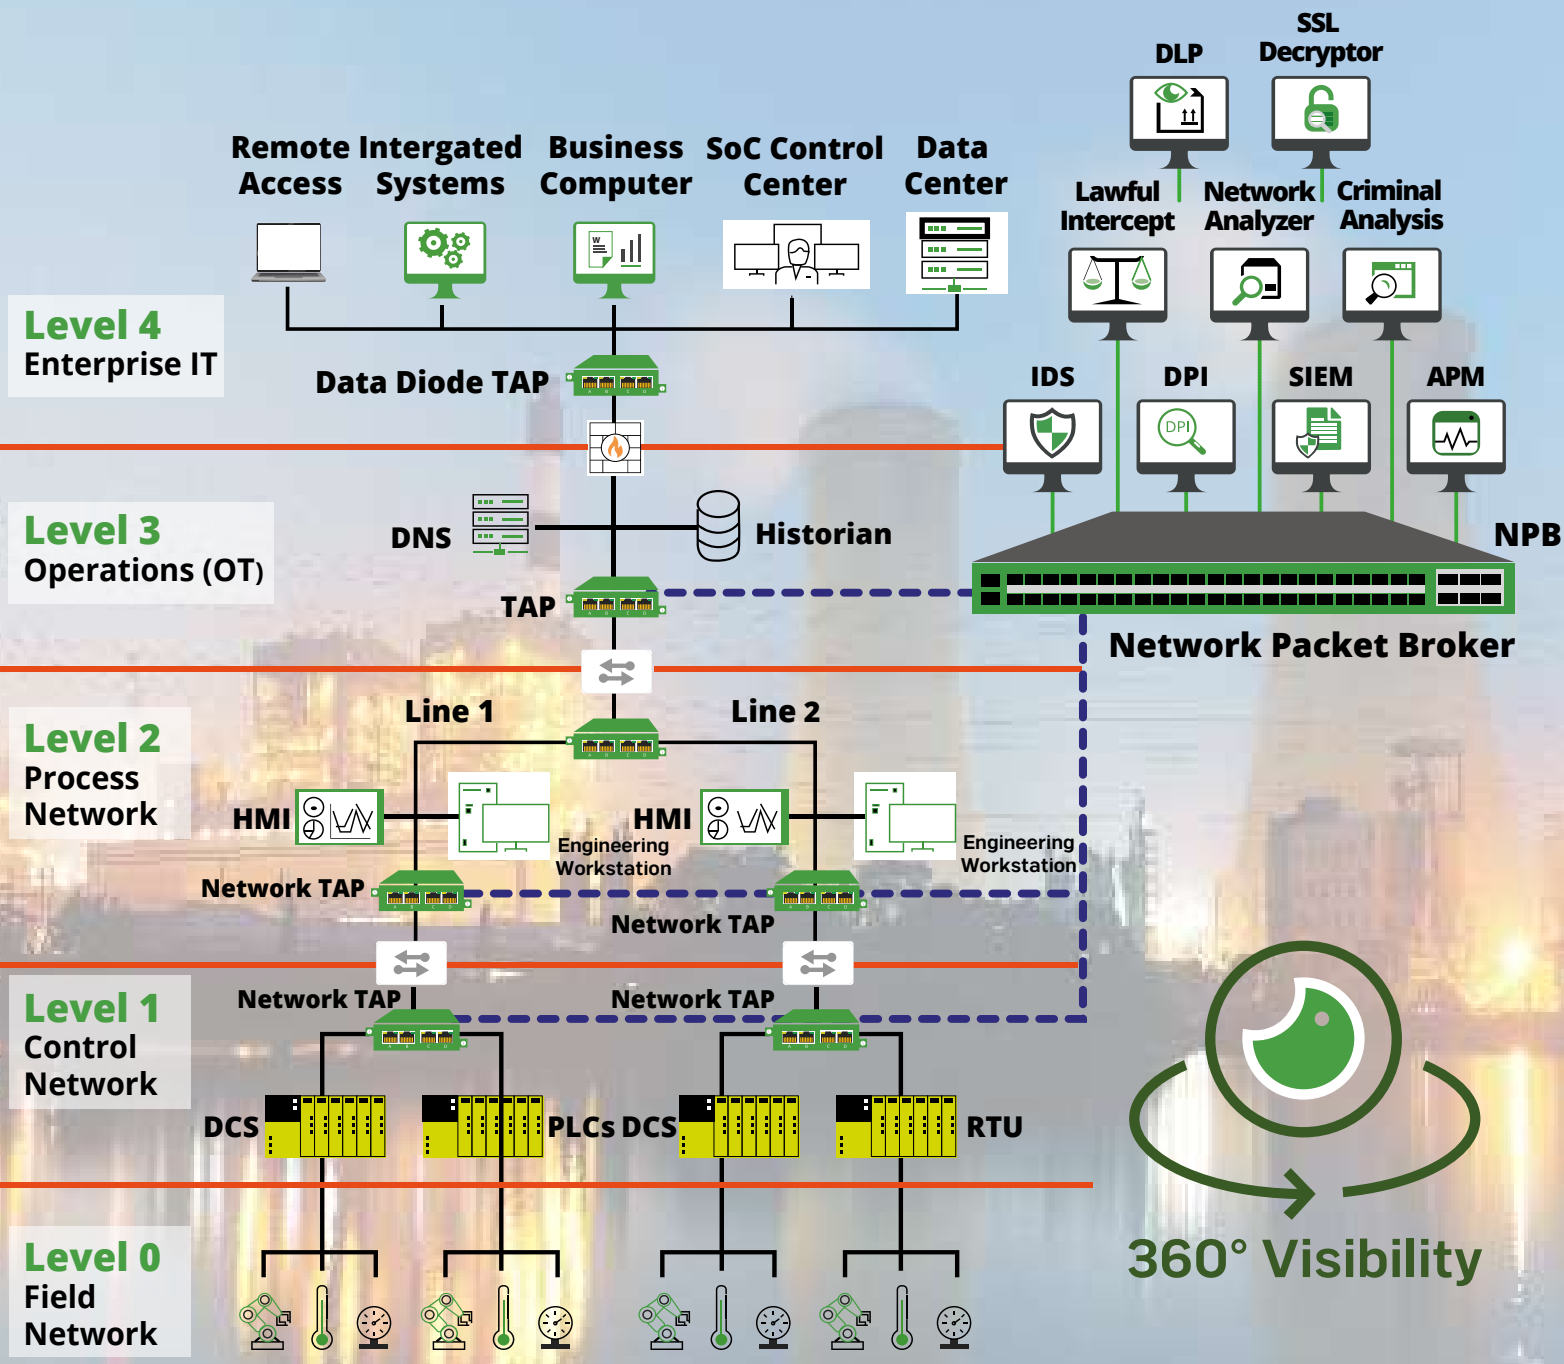 SSL
Decryptor
DLP
Remote
Access
Intergated
Systems
Business
Computer
SoC Control
Center
Data
Center
Lawful
Intercept
Network
Analyzer
Criminal
Analysis
Level 4
Enterprise IT
Data Diode TAP
IDS
DPI
SIEM
APM
DPI
W
Level 3
Operations (OT)
DNS
Historian
NPB
TAP
Network Packet Broker
Line 1
Line 2
Level 2
Process
Network
HMI
Engineering
Workstation
HMI
Engineering
Workstation
Network TAP
Network TAP
Level 1
Control
Network
Network TAP
Network TAP
DCS
PLCs
DCS
RTU
Level 0
Field
Network
360° Visibility